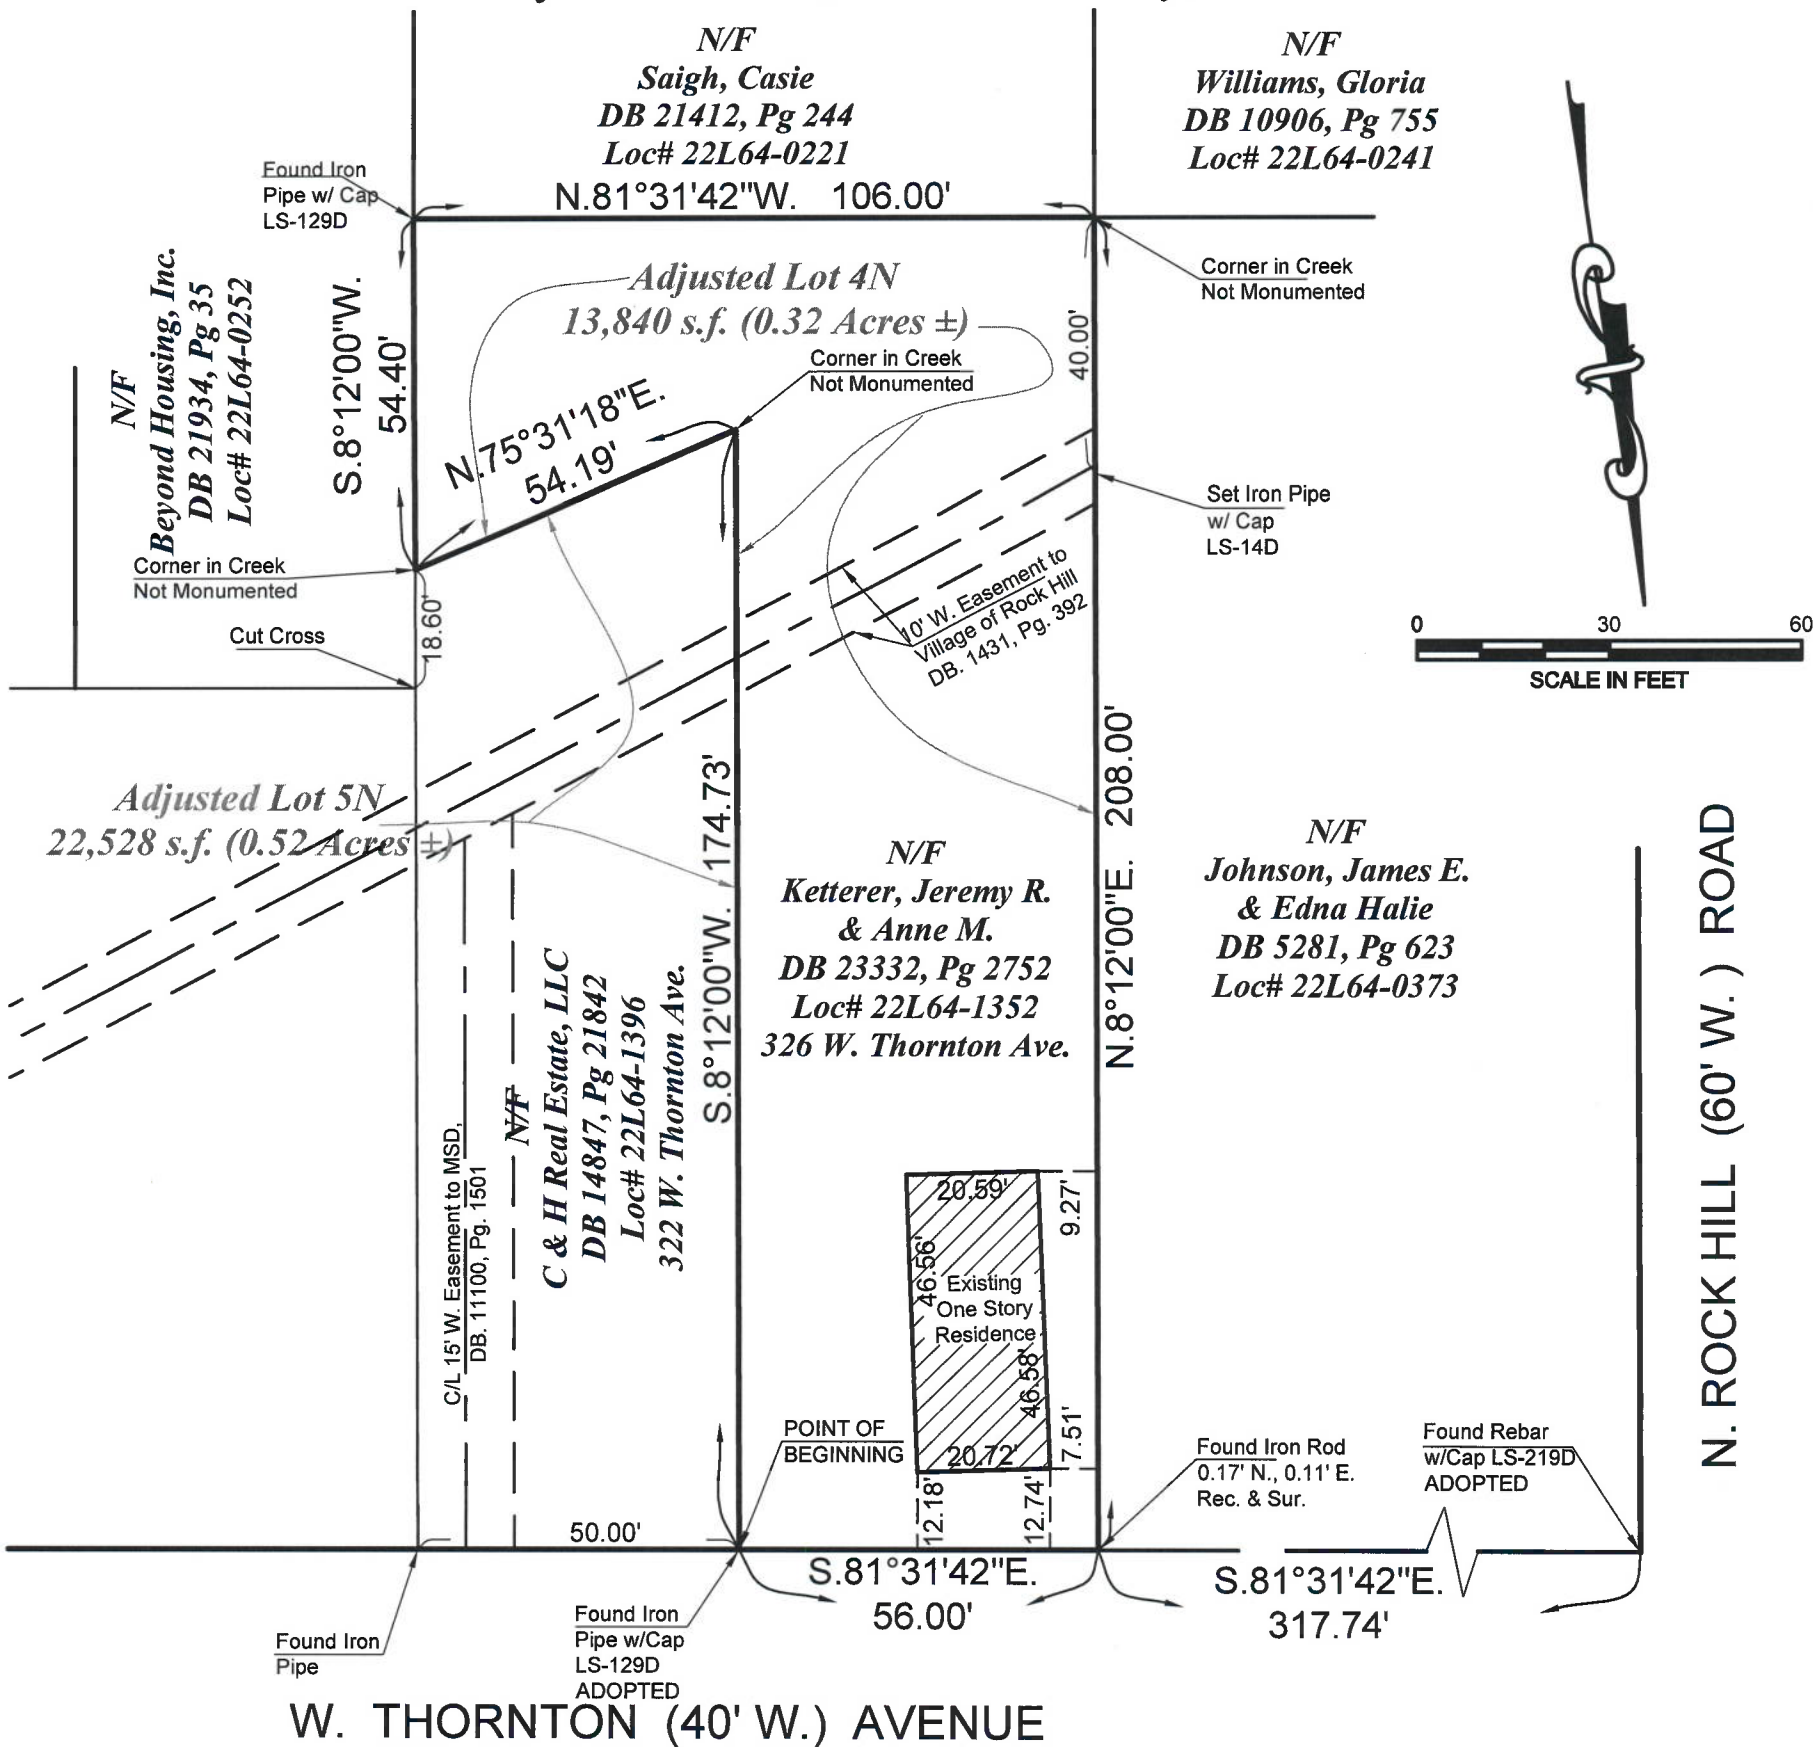 N/F
Saigh, Casie
DB 21412, Pg 244
Loc# 22L64-0221
N/F
Williams, Gloria
DB 10906, Pg 755
Loc# 22L64-0241
Found Iron
Pipe w/ Cap
LS-129D
N.81°31'42"W. 106.00'
Corner in Creek
Not Monumented
N/F
Beyond Housing, Inc.
DB 21934, Pg 35
Loc# 22L64-0252
S.8°12'00"W.
54.40'
Adjusted Lot 4N
13,840 s.f. (0.32 Acres ±)
40.00'
Corner in Creek
Not Monumented
N.75°31'18"E.
54.19'
Set Iron Pipe
w/ Cap
LS-14D
Corner in Creek
Not Monumented
Cut Cross
18.60'
10' W. Easement to
Village of Rock Hill
DB. 1431, Pg. 392
0 30 60
SCALE IN FEET
Adjusted Lot 5N
22,528 s.f. (0.52 Acres ±)
S.8°12'00"W. 174.73'
N.8°12'00"E. 208.00'
N/F
Ketterer, Jeremy R.
& Anne M.
DB 23332, Pg 2752
Loc# 22L64-1352
326 W. Thornton Ave.
N/F
Johnson, James E.
& Edna Halie
DB 5281, Pg 623
Loc# 22L64-0373
N. ROCK HILL (60' W. ) ROAD
C/L 15' W. Easement to MSD,
DB. 11100, Pg. 1501
N/F
C & H Real Estate, LLC
DB 14847, Pg 21842
Loc# 22L64-1396
322 W. Thornton Ave.
20.59'
9.27'
46.56'
Existing
One Story
Residence
46.58'
20.72'
7.51'
12.18'
12.74'
POINT OF
BEGINNING
Found Iron Rod
0.17' N., 0.11' E.
Rec. & Sur.
Found Rebar
w/Cap LS-219D
ADOPTED
50.00'
S.81°31'42"E.
56.00'
S.81°31'42"E.
317.74'
Found Iron
Pipe
Found Iron
Pipe w/Cap
LS-129D
ADOPTED
W. THORNTON (40' W.) AVENUE